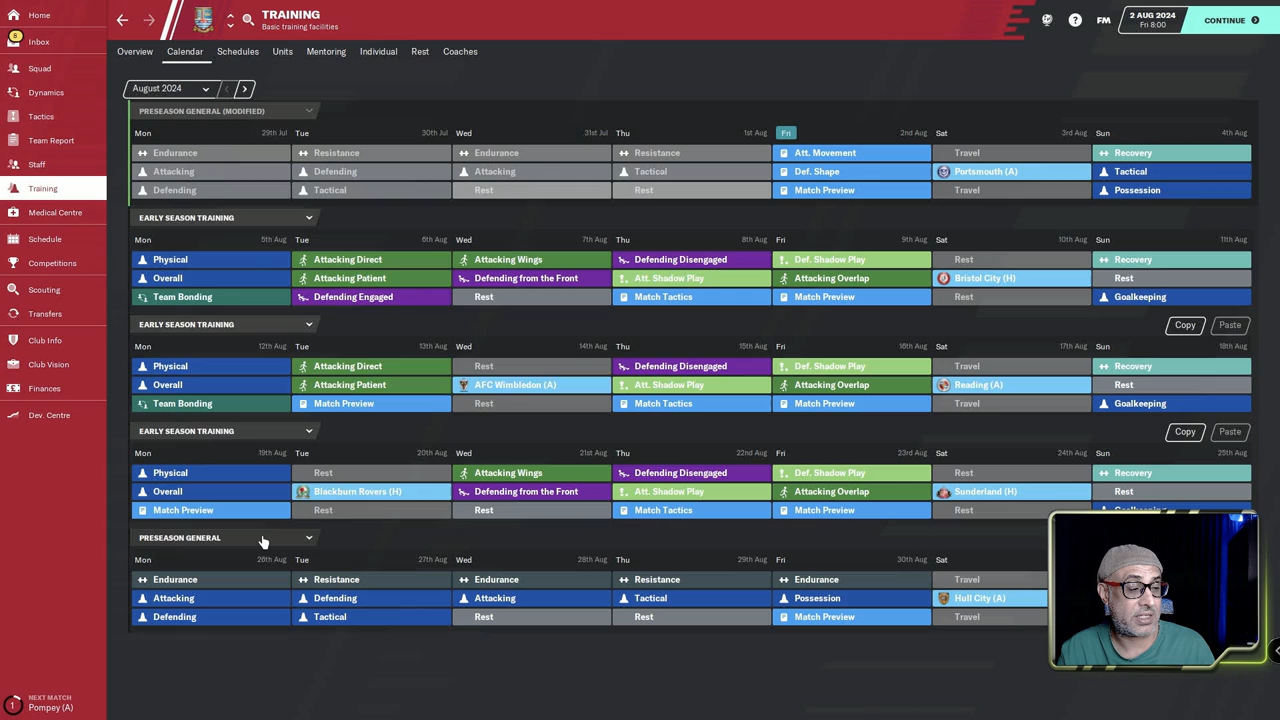 Home
8
Inbox
Squad
Dynamics
Tactics
Team Report
Staff
Training
Medical Centre
Schedule
Competitions
Scouting
Transfers
Club Info
Club Vision
Finances
Dev. Centre
1
NEXT MATCH
Pompey (A)
TRAINING
Basic training facilities
FM
2 AUG 2024
Fri 8:00
CONTINUE
Overview Calendar Schedules Units Mentoring Individual Rest Coaches
August 2024
PRESEASON GENERAL (MODIFIED)
Mon 29th Jul Tue 30th Jul Wed 31st Jul Thu 1st Aug Fri 2nd Aug Sat 3rd Aug Sun 4th Aug
Endurance Resistance Endurance Resistance Att. Movement Travel Recovery
Attacking Defending Attacking Tactical Def. Shape Portsmouth (A) Tactical
Defending Tactical Rest Rest Match Preview Travel Possession
EARLY SEASON TRAINING
Mon 5th Aug Tue 6th Aug Wed 7th Aug Thu 8th Aug Fri 9th Aug Sat 10th Aug Sun 11th Aug
Physical Attacking Direct Attacking Wings Defending Disengaged Def. Shadow Play Rest Recovery
Overall Attacking Patient Defending from the Front Att. Shadow Play Attacking Overlap Bristol City (H) Rest
Team Bonding Defending Engaged Rest Match Tactics Match Preview Rest Goalkeeping
EARLY SEASON TRAINING Copy Paste
Mon 12th Aug Tue 13th Aug Wed 14th Aug Thu 15th Aug Fri 16th Aug Sat 17th Aug Sun 18th Aug
Physical Attacking Direct Rest Defending Disengaged Def. Shadow Play Travel Recovery
Overall Attacking Patient AFC Wimbledon (A) Att. Shadow Play Attacking Overlap Reading (A) Rest
Team Bonding Match Preview Rest Match Tactics Match Preview Travel Goalkeeping
EARLY SEASON TRAINING Copy Paste
Mon 19th Aug Tue 20th Aug Wed 21st Aug Thu 22nd Aug Fri 23rd Aug Sat 24th Aug Sun 25th Aug
Physical Rest Attacking Wings Defending Disengaged Def. Shadow Play Rest Recovery
Overall Blackburn Rovers (H) Defending from the Front Att. Shadow Play Attacking Overlap Sunderland (H) Rest
Match Preview Rest Rest Match Tactics Match Preview Rest
PRESEASON GENERAL
Mon 26th Aug Tue 27th Aug Wed 28th Aug Thu 29th Aug Fri 30th Aug Sat
Endurance Resistance Endurance Resistance Endurance Travel
Attacking Defending Attacking Tactical Possession Hull City (A)
Defending Tactical Rest Rest Match Preview Travel